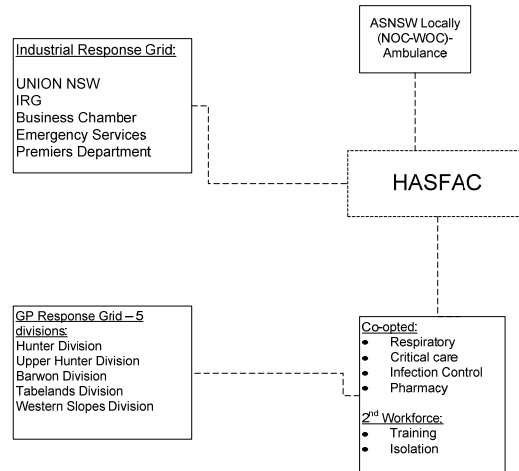 ASNSW Locally
(NOC-WOC)-
Ambulance
Industrial Response Grid:
UNION NSW
IRG
Business Chamber
Emergency Services
Premiers Department
HASFAC
GP Response Grid – 5
divisions:
Hunter Division
Upper Hunter Division
Barwon Division
Tabelands Division
Western Slopes Division
Co-opted:
• Respiratory
• Critical care
• Infection Control
• Pharmacy
2nd Workforce:
• Training
• Isolation